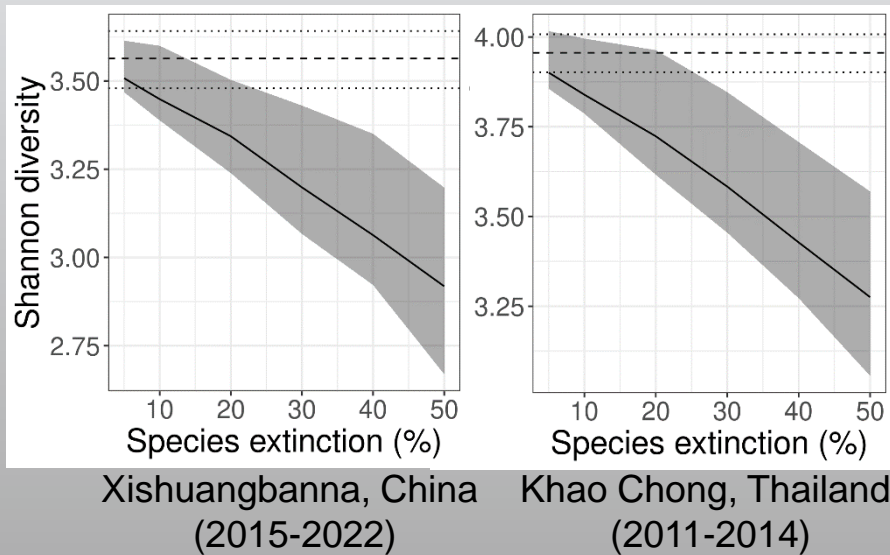 Shannon diversity
3.50
3.25
3.00
2.75
10 20 30 40 50
Species extinction (%)
4.00
3.75
3.50
3.25
10 20 30 40 50
Species extinction (%)
Xishuangbanna, China
(2015-2022)
Khao Chong, Thailand
(2011-2014)